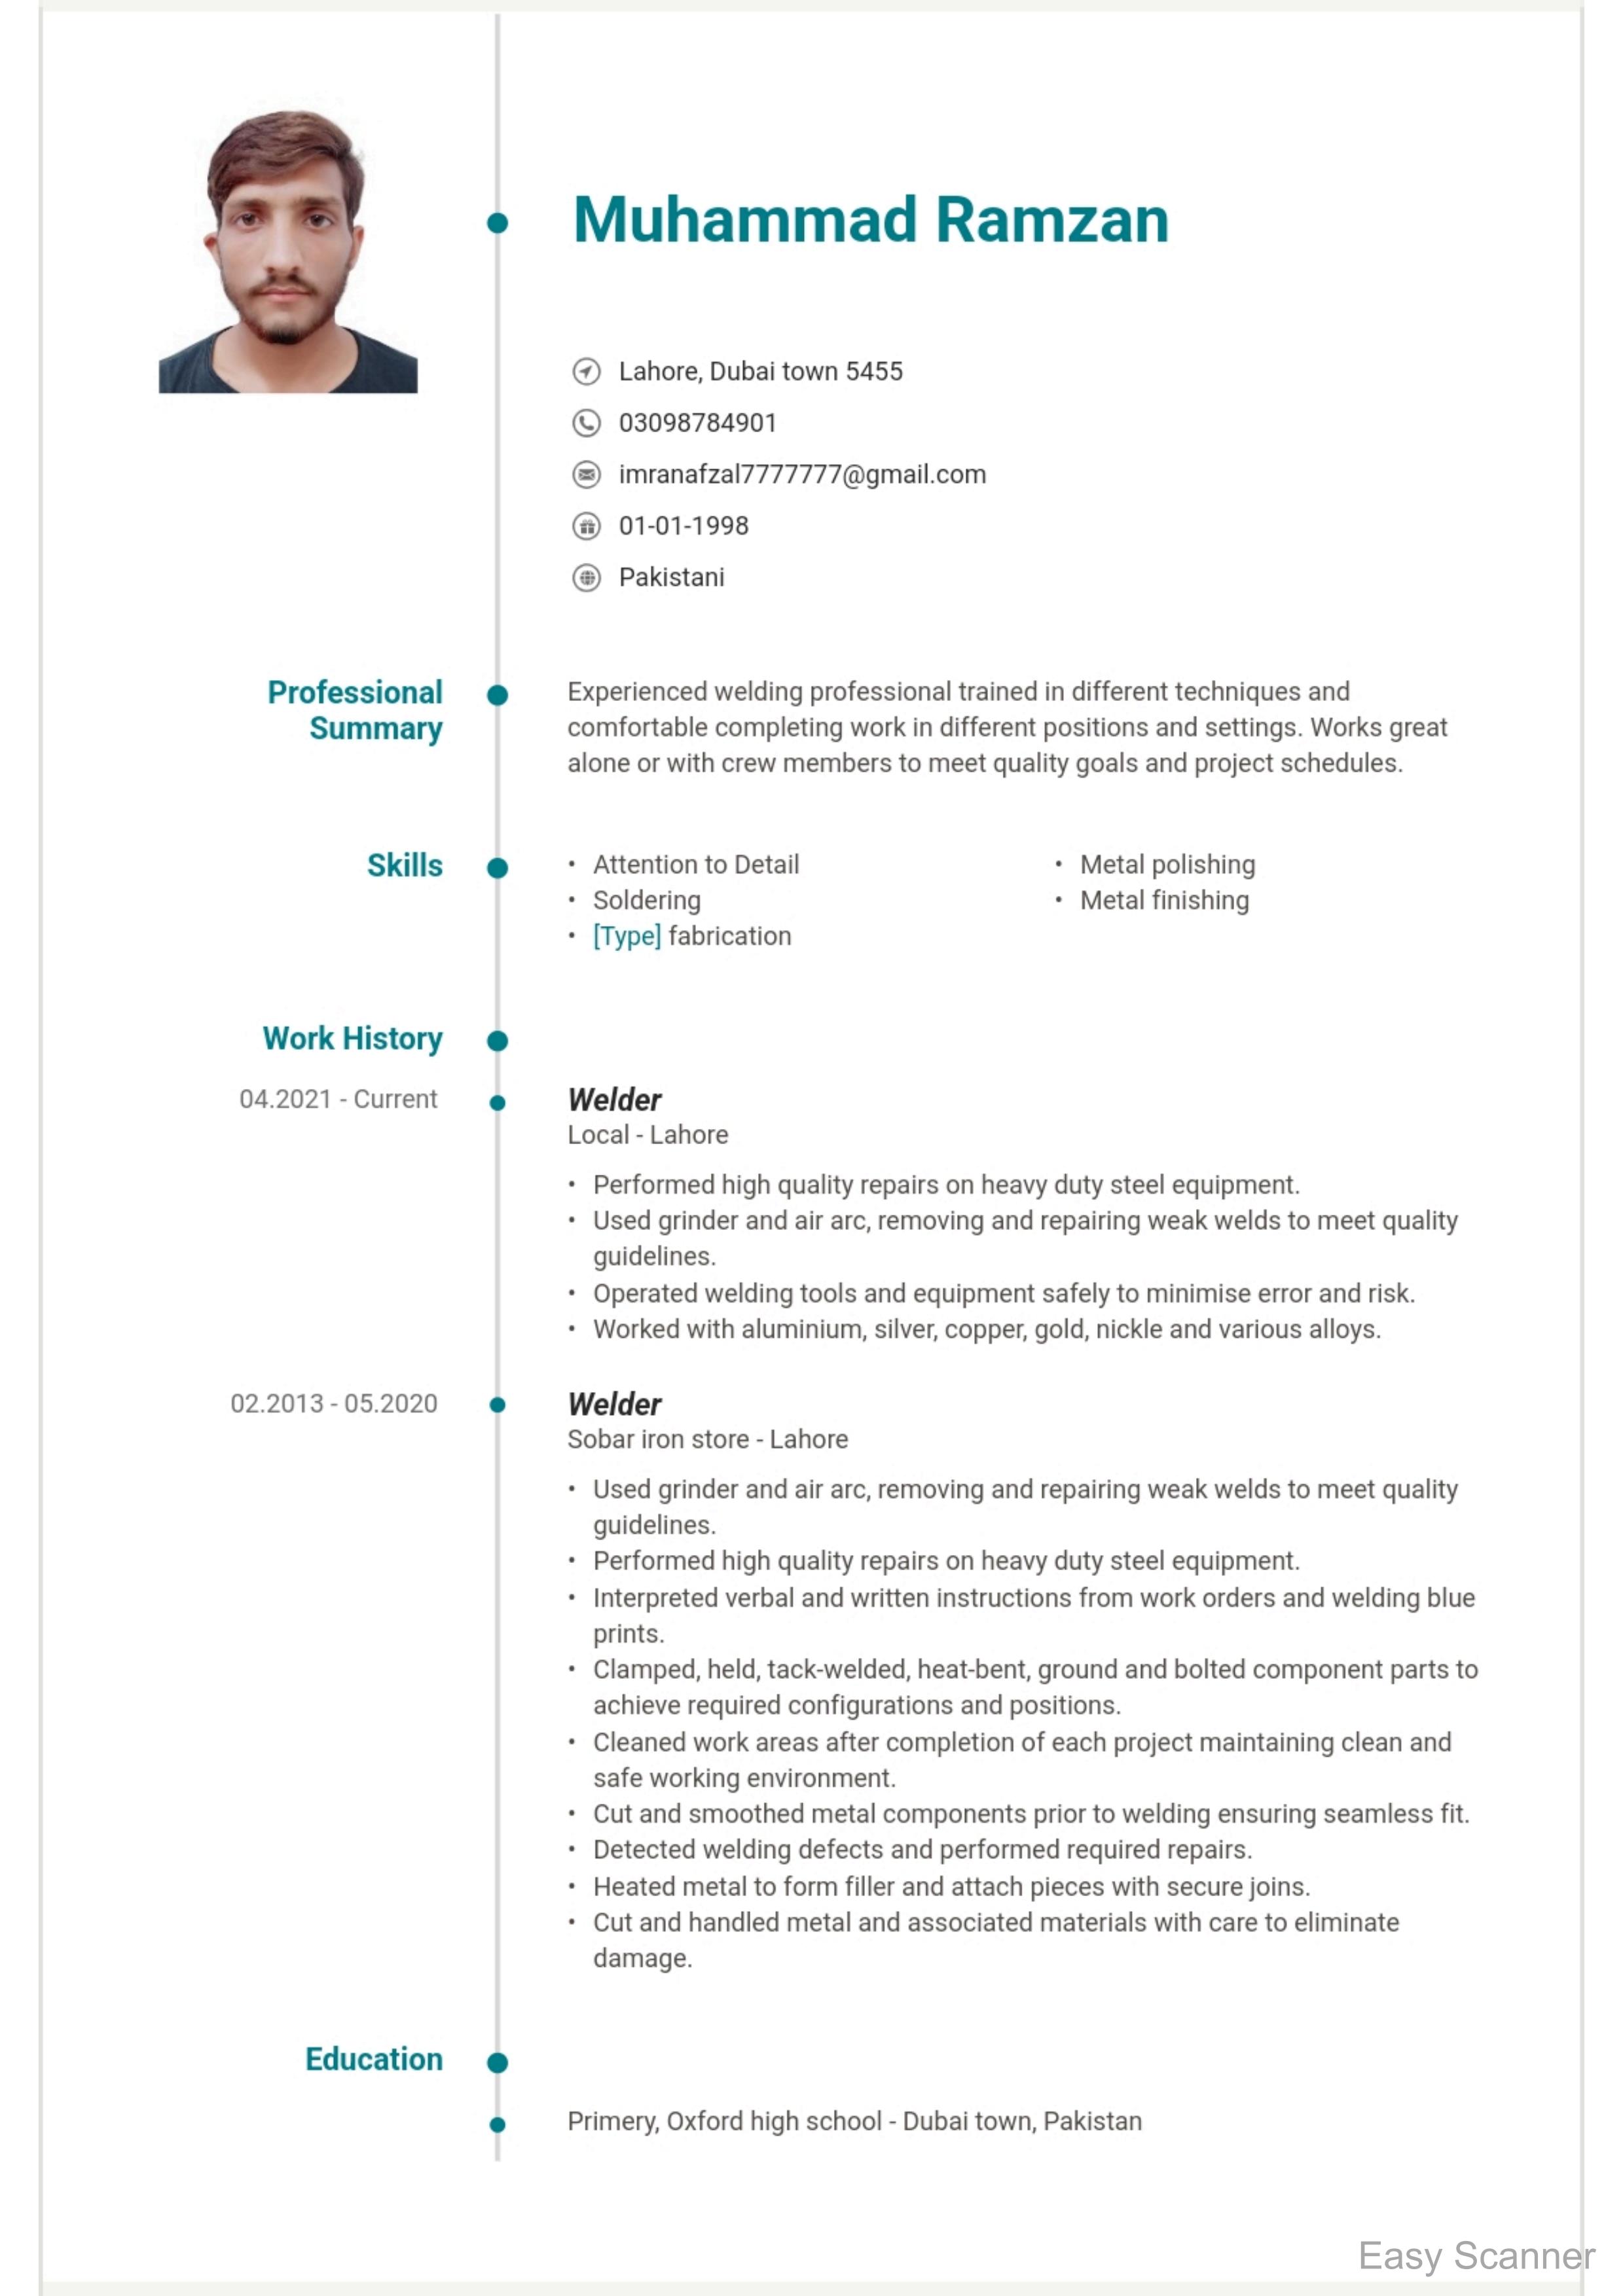 Muhammad Ramzan
Lahore, Dubai town 5455
03098784901
imranafzal7777777@gmail.com
01-01-1998
Pakistani
Professional
Summary
Experienced welding professional trained in different techniques and
comfortable completing work in different positions and settings. Works great
alone or with crew members to meet quality goals and project schedules.
Skills
• Attention to Detail
• Soldering
• [Type] fabrication
• Metal polishing
• Metal finishing
Work History
04.2021 - Current
Welder
Local - Lahore
• Performed high quality repairs on heavy duty steel equipment.
• Used grinder and air arc, removing and repairing weak welds to meet quality
guidelines.
• Operated welding tools and equipment safely to minimise error and risk.
• Worked with aluminium, silver, copper, gold, nickle and various alloys.
02.2013 - 05.2020
Welder
Sobar iron store - Lahore
• Used grinder and air arc, removing and repairing weak welds to meet quality
guidelines.
• Performed high quality repairs on heavy duty steel equipment.
• Interpreted verbal and written instructions from work orders and welding blue
prints.
• Clamped, held, tack-welded, heat-bent, ground and bolted component parts to
achieve required configurations and positions.
• Cleaned work areas after completion of each project maintaining clean and
safe working environment.
• Cut and smoothed metal components prior to welding ensuring seamless fit.
• Detected welding defects and performed required repairs.
• Heated metal to form filler and attach pieces with secure joins.
• Cut and handled metal and associated materials with care to eliminate
damage.
Education
Primery, Oxford high school - Dubai town, Pakistan
Easy Scanner